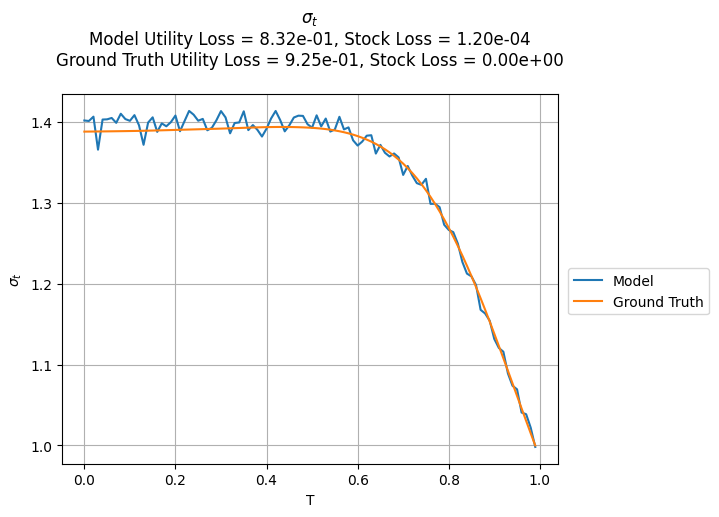 σt
Model Utility Loss = 8.32e-01, Stock Loss = 1.20e-04
Ground Truth Utility Loss = 9.25e-01, Stock Loss = 0.00e+00
1.4
1.3
1.2
1.1
1.0
σt
0.0 0.2 0.4 0.6 0.8 1.0
T
Model
Ground Truth